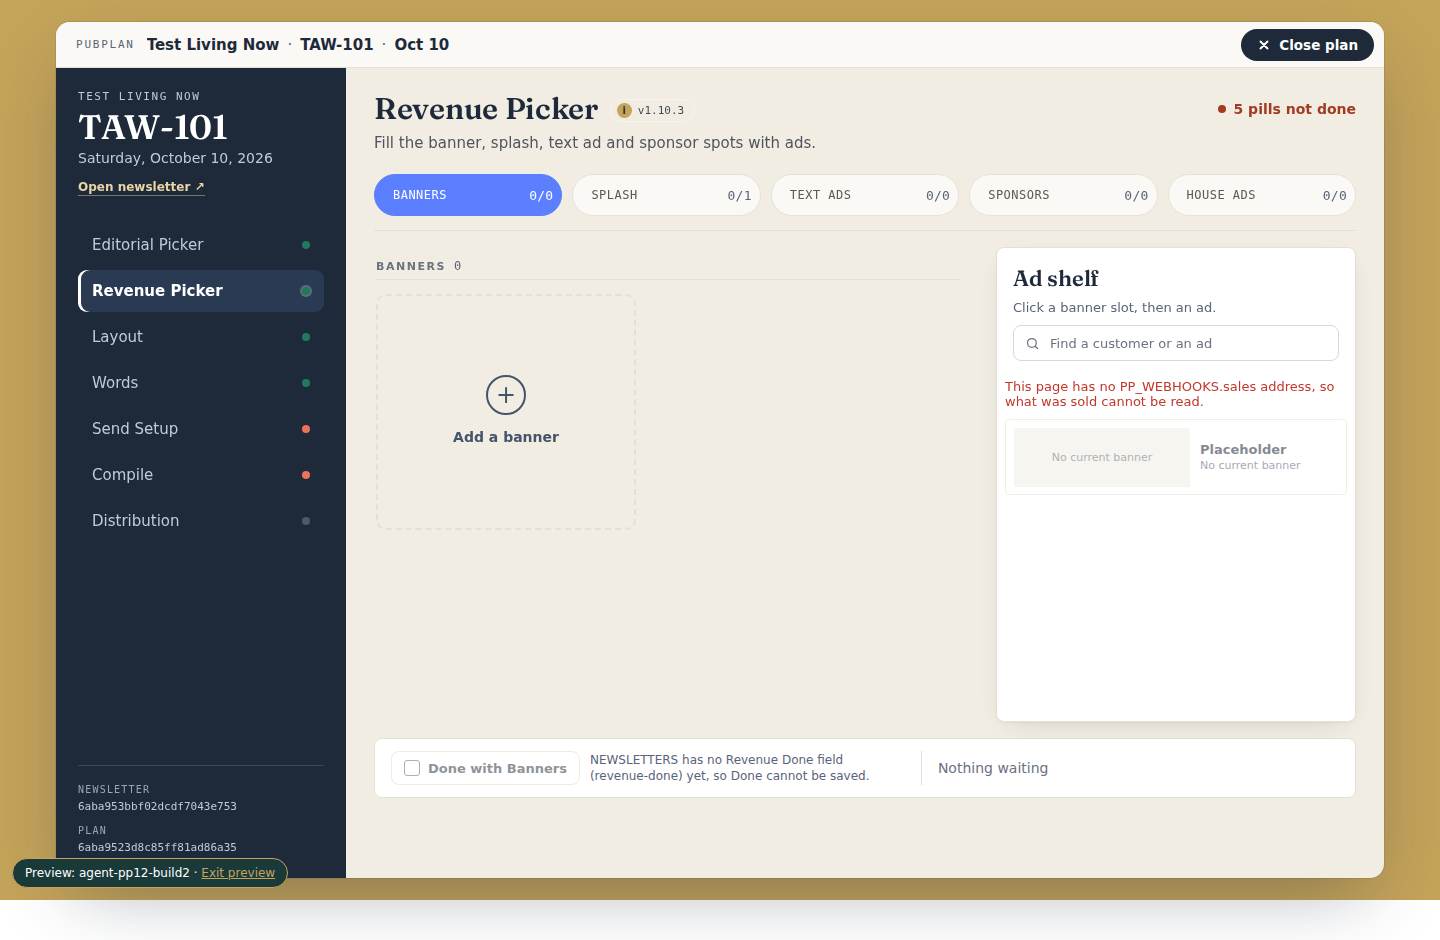 PUBPLAN Test Living Now · TAW-101 · Oct 10
Close plan
TEST LIVING NOW
TAW-101
Saturday, October 10, 2026
Open newsletter ↗
Editorial Picker
Revenue Picker
Layout
Words
Send Setup
Compile
Distribution
NEWSLETTER
6aba953bbf02dcdf7043e753
PLAN
6aba9523d8c85ff81ad86a35
Preview: agent-pp12-build2 · Exit preview
Revenue Picker
i v1.10.3
5 pills not done
Fill the banner, splash, text ad and sponsor spots with ads.
BANNERS 0/0
SPLASH 0/1
TEXT ADS 0/0
SPONSORS 0/0
HOUSE ADS 0/0
BANNERS 0
Add a banner
Ad shelf
Click a banner slot, then an ad.
Find a customer or an ad
This page has no PP_WEBHOOKS.sales address, so
what was sold cannot be read.
No current banner
Placeholder
No current banner
Done with Banners
NEWSLETTERS has no Revenue Done field
(revenue-done) yet, so Done cannot be saved.
Nothing waiting